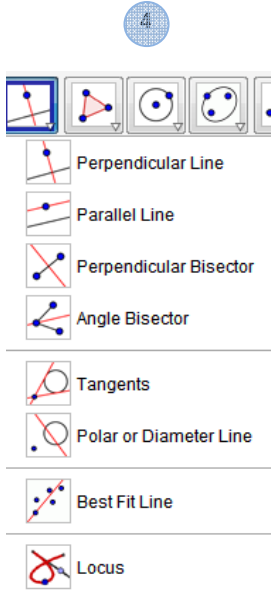 4
Perpendicular Line
Parallel Line
Perpendicular Bisector
Angle Bisector
Tangents
Polar or Diameter Line
Best Fit Line
Locus